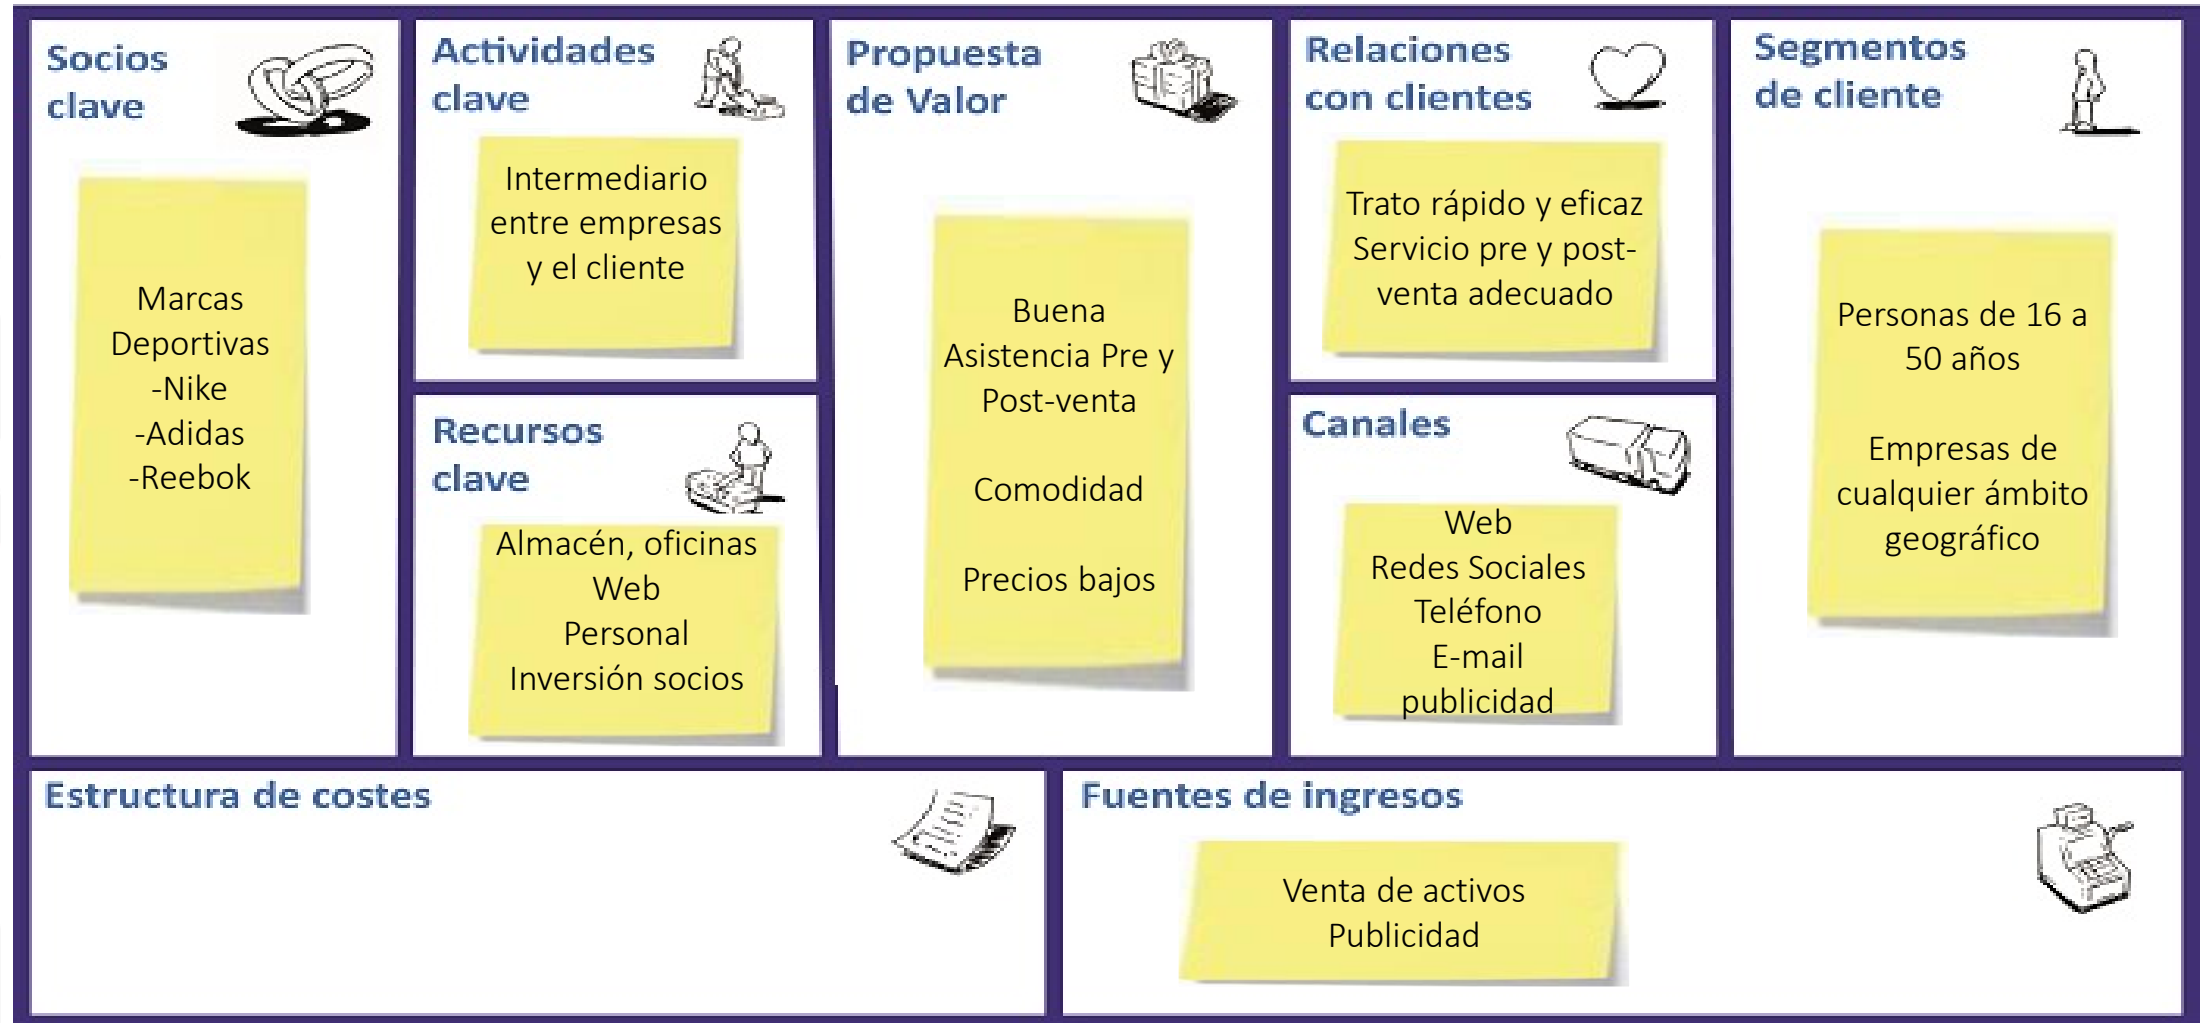 Socios
clave
Marcas
Deportivas
-Nike
-Adidas
-Reebok
Actividades
clave
Intermediario
entre empresas
y el cliente
Recursos
clave
Almacén, oficinas
Web
Personal
Inversión socios
Propuesta
de Valor
Buena
Asistencia Pre y
Post-venta
Comodidad
Precios bajos
Relaciones
con clientes
Trato rápido y eficaz
Servicio pre y post-
venta adecuado
Canales
Web
Redes Sociales
Teléfono
E-mail
publicidad
Segmentos
de cliente
Personas de 16 a
50 años
Empresas de
cualquier ámbito
geográfico
Estructura de costes
Fuentes de ingresos
Venta de activos
Publicidad